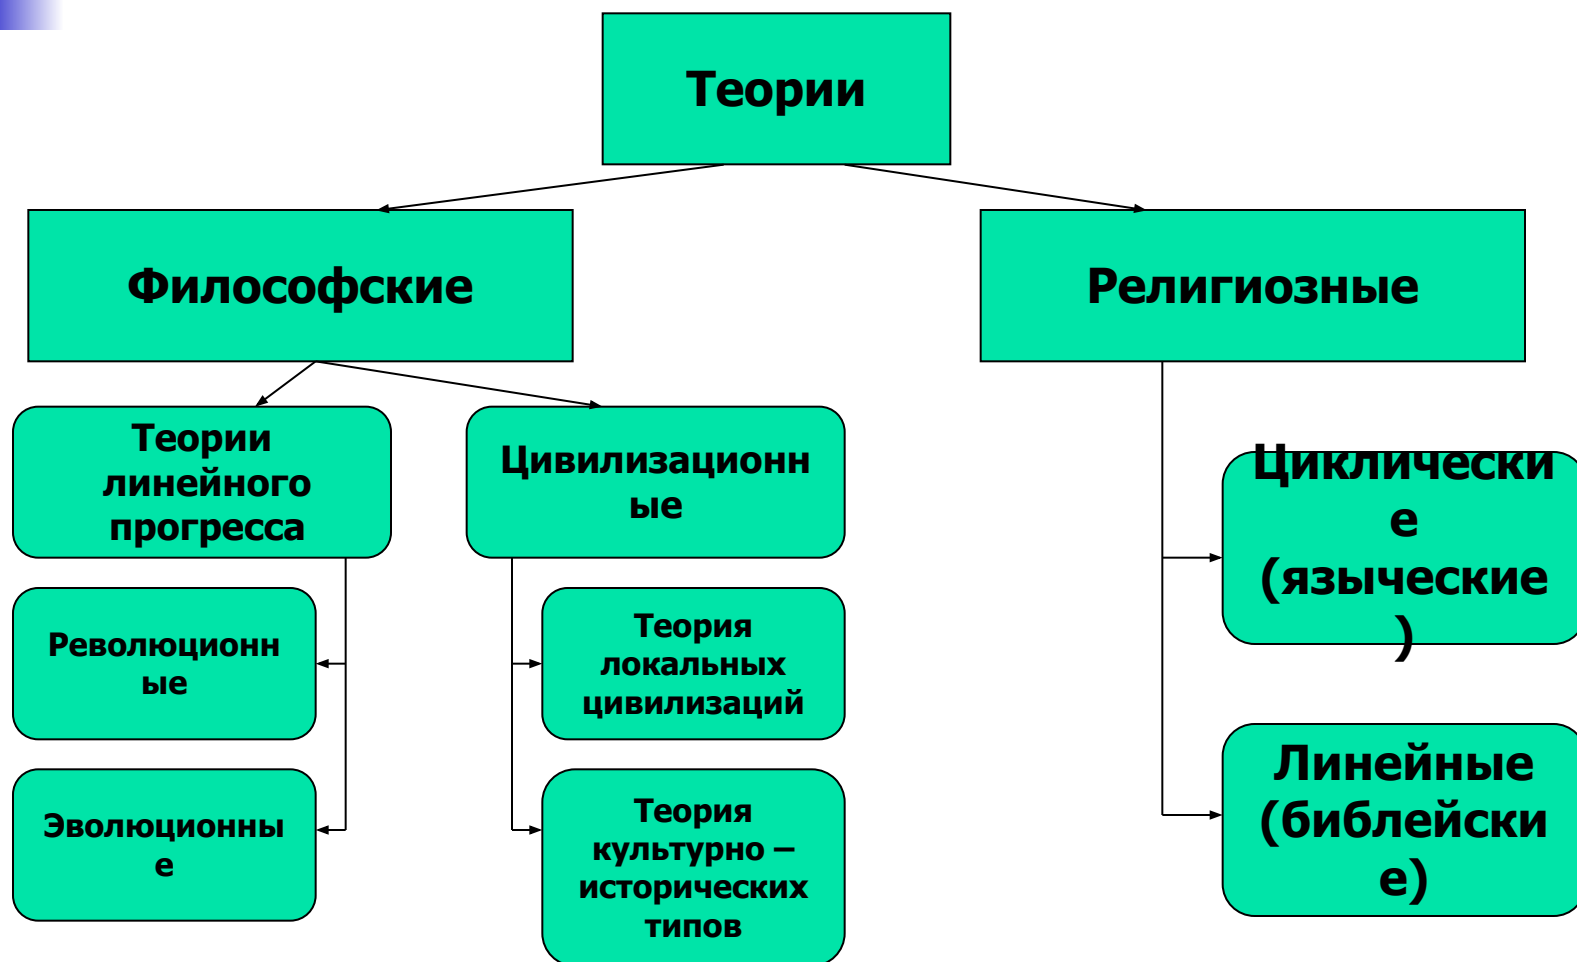 Теории
Философские
Религиозные
Теории
линейного
прогресса
Цивилизационн
ые
Революционн
ые
Эволюционны
е
Теория
локальных
цивилизаций
Теория
культурно –
исторических
типов
Циклически
е
(языческие
)
Линейные
(библейски
е)